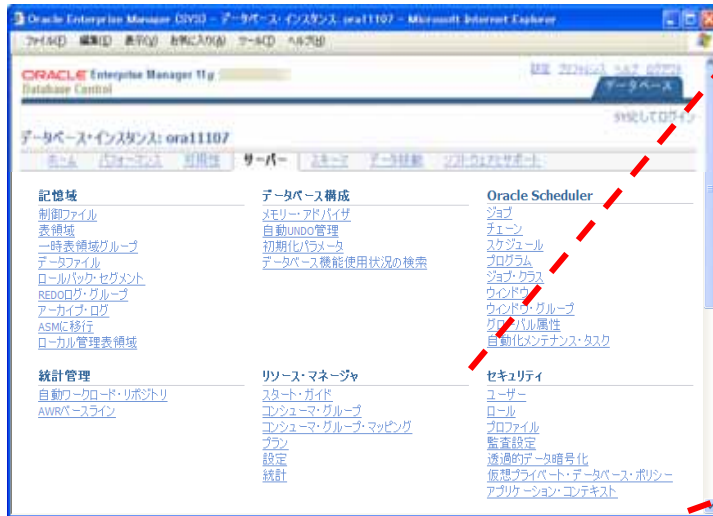 Oracle Enterprise Manager (SYS) - データベース・インスタンス: ora11107 - Microsoft Internet Explorer
ファイル(F) 編集(E) 表示(V) お気に入り(A) ツール(T) ヘルプ(H)
ORACLE Enterprise Manager 11g
Database Control
設定 プリファレンス ヘルプ ログアウト
データベース
SYSとしてログイン
データベース・インスタンス: ora11107
ホーム パフォーマンス 可用性 サーバー スキーマ データ移動 ソフトウェアとサポート
記憶域
制御ファイル
表領域
一時表領域グループ
データファイル
ロールバック・セグメント
REDOログ・グループ
アーカイブ・ログ
ASMに移行
ローカル管理表領域
データベース構成
メモリー・アドバイザ
自動UNDO管理
初期化パラメータ
データベース機能使用状況の検索
Oracle Scheduler
ジョブ
チェーン
スケジュール
プログラム
ジョブ・クラス
ウィンドウ
ウィンドウ・グループ
グローバル属性
自動化メンテナンス・タスク
統計管理
自動ワークロード・リポジトリ
AWRベースライン
リソース・マネージャ
スタート・ガイド
コンシューマ・グループ
コンシューマ・グループ・マッピング
プラン
設定
統計
セキュリティ
ユーザー
ロール
プロファイル
監査設定
透過的データ暗号化
仮想プライベート・データベース・ポリシー
アプリケーション・コンテキスト